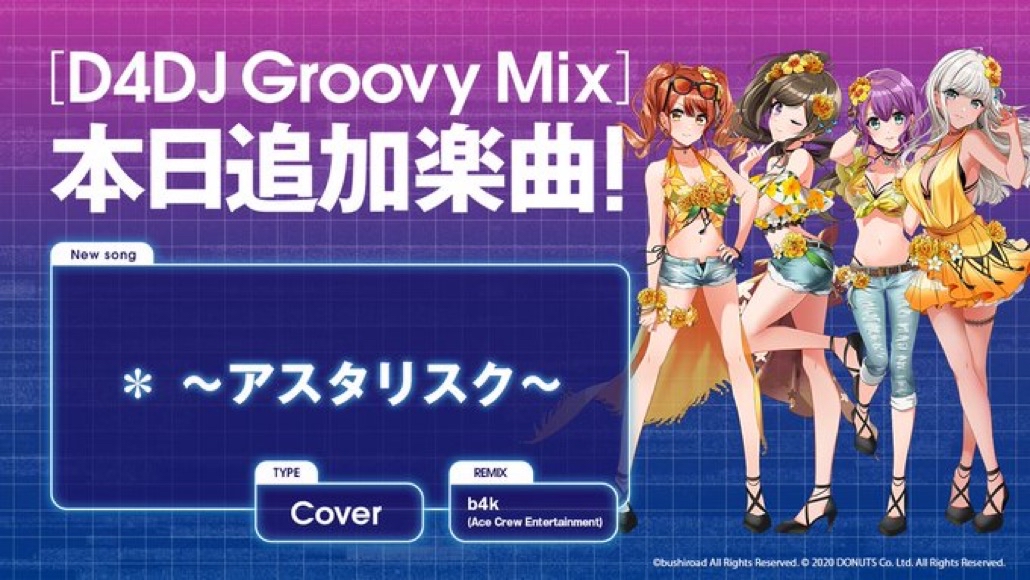 [D4DJ Groovy Mix]
本日追加楽曲!
New song
* ～アスタリスク～
TYPE
Cover
REMIX
b4k
(Ace Crew Entertainment)
©bushiroad All Rights Reserved. © 2020 DONUTS Co. Ltd. All Rights Reserved.